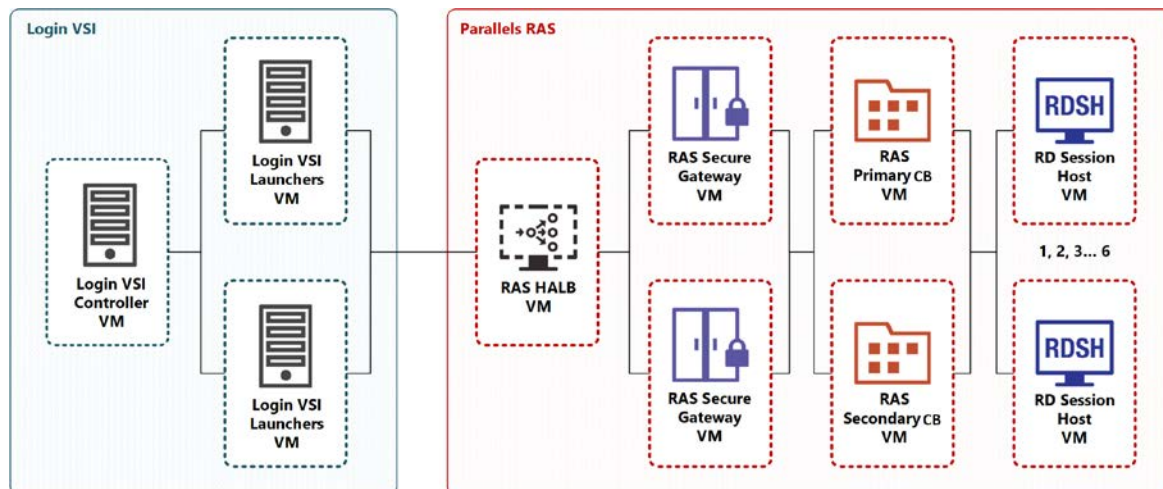 Login VSI
Login VSI
Launchers
VM
Login VSI
Controller
VM
Login VSI
Launchers
VM
Parallels RAS
RAS HALB
VM
RAS Secure
Gateway
VM
RAS Secure
Gateway
VM
RAS
Primary CB
VM
RAS
Secondary CB
VM
RDSH
RD Session
Host
VM
1, 2, 3... 6
RDSH
RD Session
Host
VM